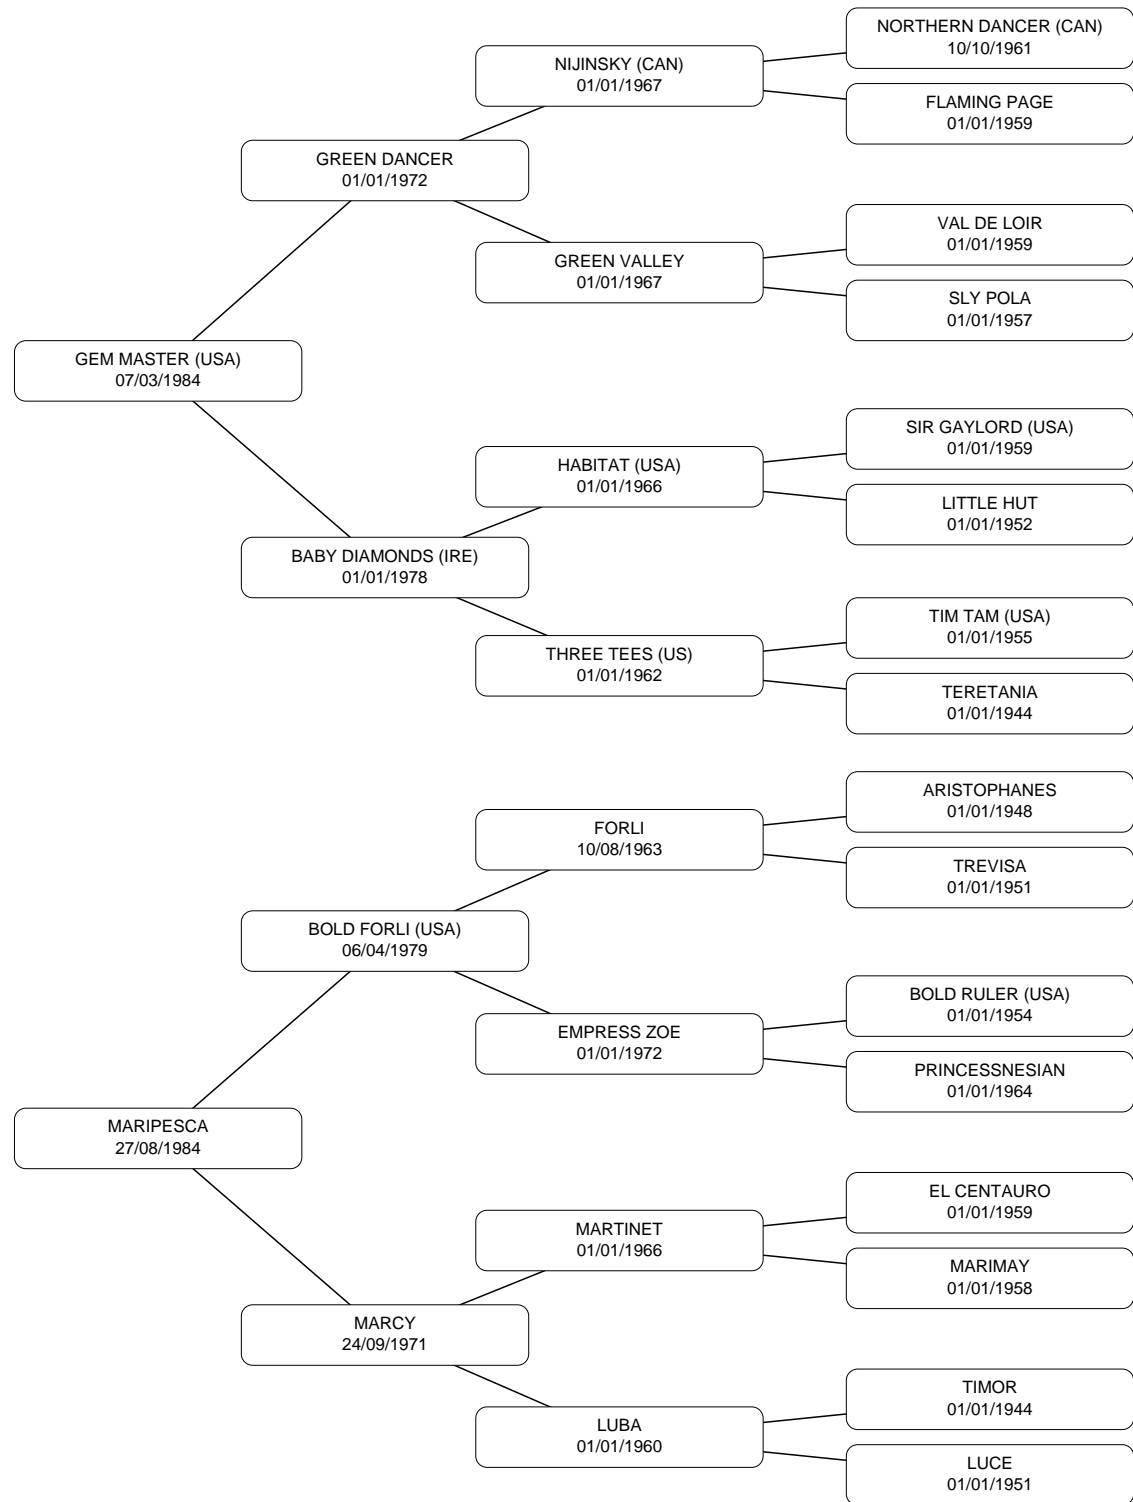 NORTHERN DANCER (CAN)
10/10/1961
NIJINSKY (CAN)
01/01/1967
FLAMING PAGE
01/01/1959
GREEN DANCER
01/01/1972
VAL DE LOIR
01/01/1959
GREEN VALLEY
01/01/1967
SLY POLA
01/01/1957
GEM MASTER (USA)
07/03/1984
SIR GAYLORD (USA)
01/01/1959
HABITAT (USA)
01/01/1966
LITTLE HUT
01/01/1952
BABY DIAMONDS (IRE)
01/01/1978
TIM TAM (USA)
01/01/1955
THREE TEES (US)
01/01/1962
TERETANIA
01/01/1944
ARISTOPHANES
01/01/1948
FORLI
10/08/1963
TREVISA
01/01/1951
BOLD FORLI (USA)
06/04/1979
BOLD RULER (USA)
01/01/1954
EMPRESS ZOE
01/01/1972
PRINCESSNESIAN
01/01/1964
MARIPESCA
27/08/1984
EL CENTAURO
01/01/1959
MARTINET
01/01/1966
MARIMAY
01/01/1958
MARCY
24/09/1971
TIMOR
01/01/1944
LUBA
01/01/1960
LUCE
01/01/1951